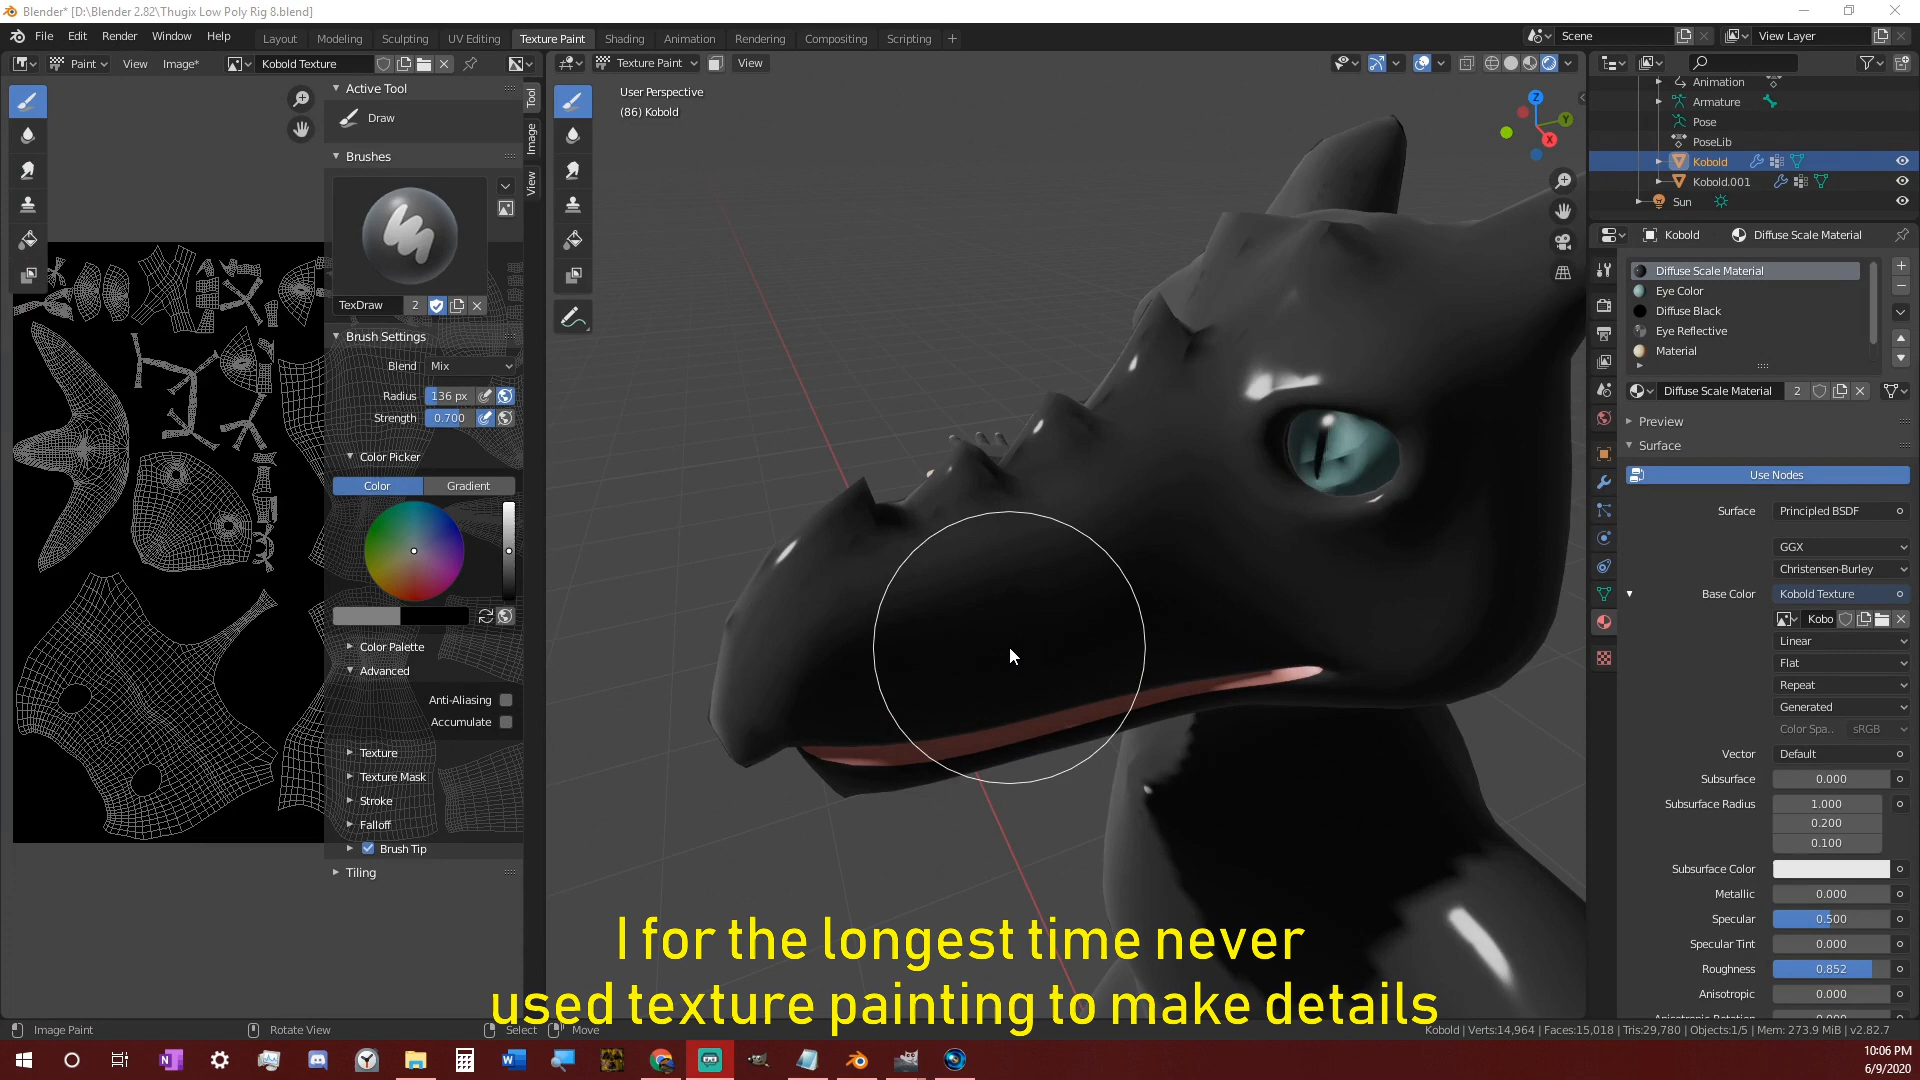 Blender* [D:\Blender 2.82\Thugix Low Poly Rig 8.blend]
File Edit Render Window Help
Layout Modeling Sculpting UV Editing Texture Paint Shading Animation Rendering Compositing Scripting +
Scene
View Layer
Paint View Image* Kobold Texture
Texture Paint View
User Perspective
(86) Kobold
Active Tool
Draw
Brushes
TexDraw 2
Brush Settings
Blend Mix
Radius 136 px
Strength 0.700
Color Picker
Color Gradient
Color Palette
Advanced
Anti-Aliasing
Accumulate
Texture
Texture Mask
Stroke
Falloff
Brush Tip
Tiling
Tool
Image
View
Z
Y
X
Animation
Armature
Pose
PoseLib
Kobold
Kobold.001
Sun
Kobold Diffuse Scale Material
Diffuse Scale Material
Eye Color
Diffuse Black
Eye Reflective
Material
Diffuse Scale Material 2
Preview
Surface
Use Nodes
Surface Principled BSDF
GGX
Christensen-Burley
Base Color Kobold Texture
Kobo
Linear
Flat
Repeat
Generated
Color Spa.. sRGB
Vector Default
Subsurface 0.000
Subsurface Radius 1.000
0.200
0.100
Subsurface Color
Metallic 0.000
Specular 0.500
Specular Tint 0.000
Roughness 0.852
Anisotropic 0.000
I for the longest time never
used texture painting to make details
Image Paint Rotate View Select Move
Kobold | Verts:14,964 | Faces:15,018 | Tris:29,780 | Objects:1/5 | Mem: 273.9 MiB | v2.82.7
10:06 PM
6/9/2020